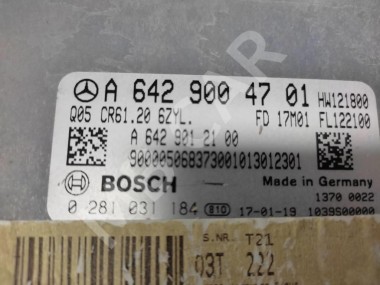 A 642 900 47 01 HW121800
Q05 CR61.20 6ZYL. FD 17M01 FL122100
A 642 901 21 00
900005068373001013012301
BOSCH Made in Germany
1370 0022
0 281 031 184 E10 17-01-19 1039S00000
S.NR. T21
03T 222